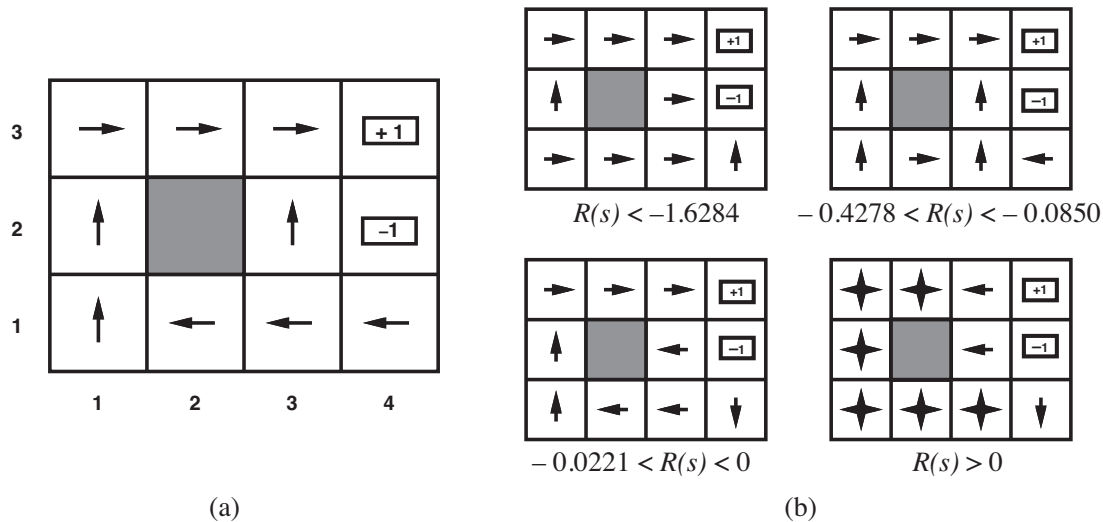 3
+ 1
2
–1
1
1 2 3 4
(a)
+1
–1
R(s) < –1.6284
+1
–1
– 0.4278 < R(s) < – 0.0850
+1
–1
– 0.0221 < R(s) < 0
+1
–1
R(s) > 0
(b)